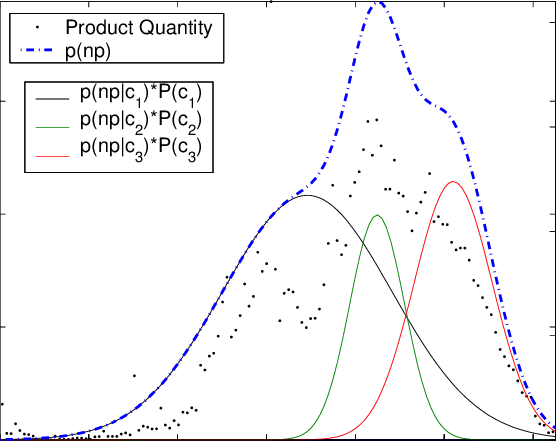 Product Quantity
p(np)
p(np|c₁)*P(c₁)
p(np|c₂)*P(c₂)
p(np|c₃)*P(c₃)